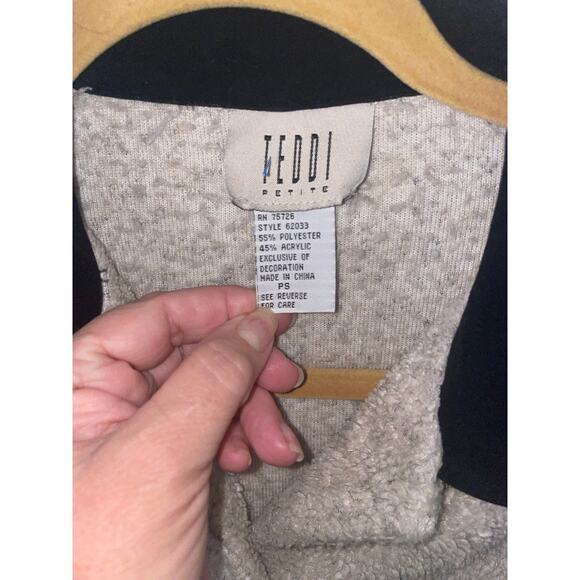 TEDDI
PETITE
RN 75726
STYLE 62033
55% POLYESTER
45% ACRYLIC
EXCLUSIVE OF
DECORATION
MADE IN CHINA
PS
SEE REVERSE
FOR CARE